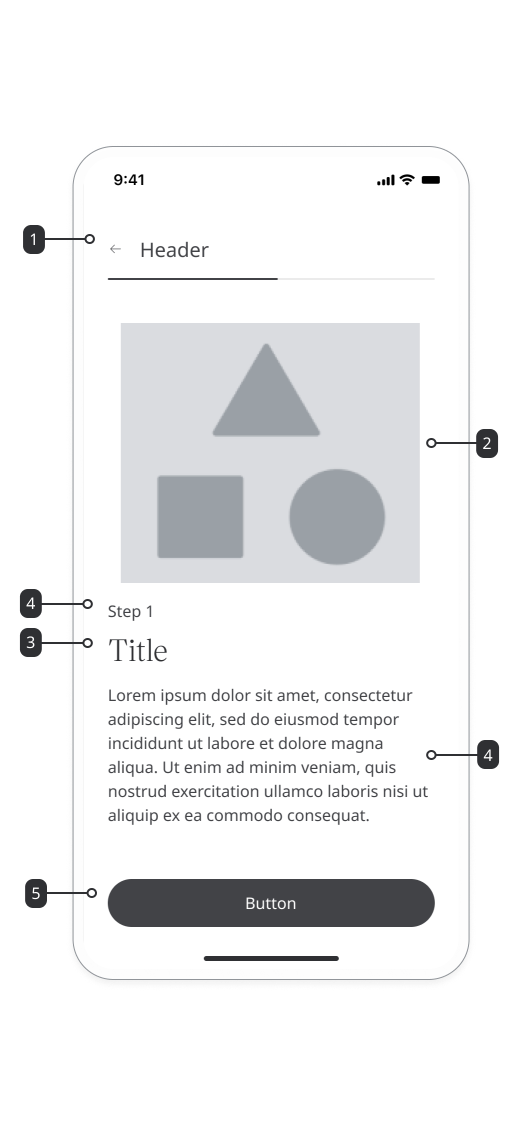 9:41
1
Header
2
4
Step 1
3
Title
Lorem ipsum dolor sit amet, consectetur
adipiscing elit, sed do eiusmod tempor
incididunt ut labore et dolore magna
4
aliqua. Ut enim ad minim veniam, quis
nostrud exercitation ullamco laboris nisi ut
aliquip ex ea commodo consequat.
5
Button